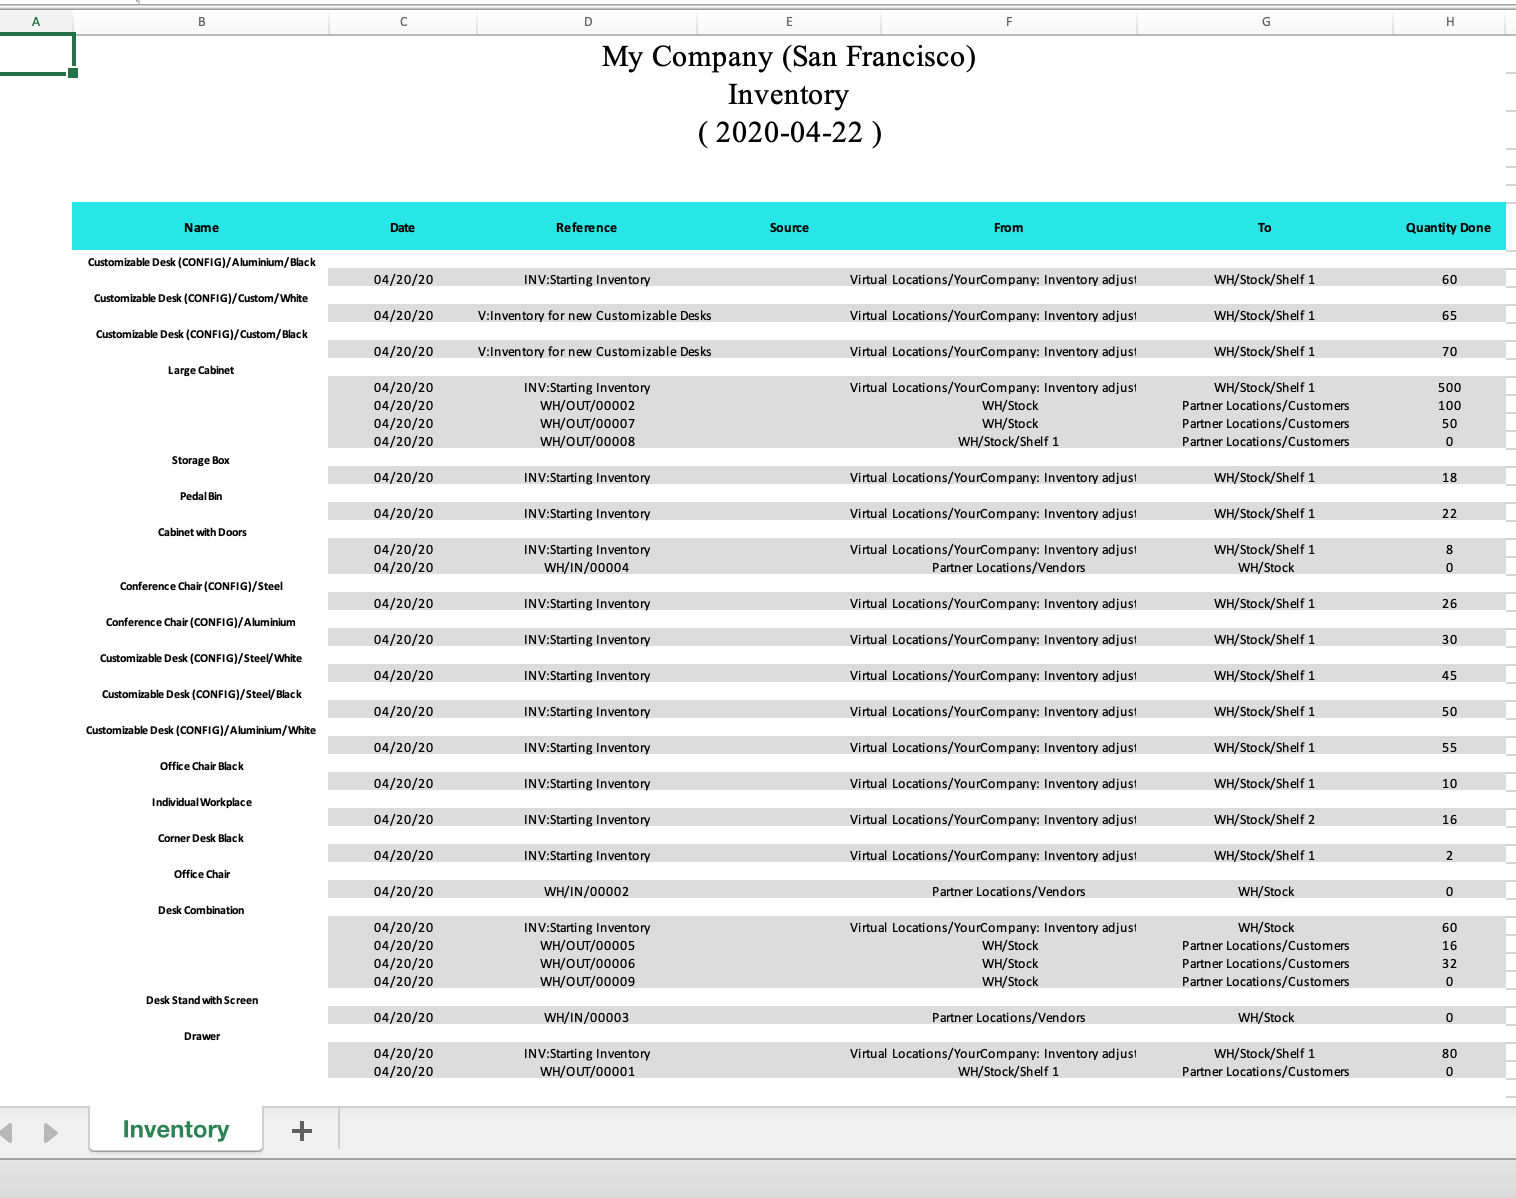 A B C D E F G H
My Company (San Francisco)
Inventory
( 2020-04-22 )
Name Date Reference Source From To Quantity Done
Customizable Desk (CONFIG)/Aluminium/Black
04/20/20 INV:Starting Inventory Virtual Locations/YourCompany: Inventory adjust WH/Stock/Shelf 1 60
Customizable Desk (CONFIG)/Custom/White
04/20/20 V:Inventory for new Customizable Desks Virtual Locations/YourCompany: Inventory adjust WH/Stock/Shelf 1 65
Customizable Desk (CONFIG)/Custom/Black
04/20/20 V:Inventory for new Customizable Desks Virtual Locations/YourCompany: Inventory adjust WH/Stock/Shelf 1 70
Large Cabinet
04/20/20 INV:Starting Inventory Virtual Locations/YourCompany: Inventory adjust WH/Stock/Shelf 1 500
04/20/20 WH/OUT/00002 WH/Stock Partner Locations/Customers 100
04/20/20 WH/OUT/00007 WH/Stock Partner Locations/Customers 50
04/20/20 WH/OUT/00008 WH/Stock/Shelf 1 Partner Locations/Customers 0
Storage Box
04/20/20 INV:Starting Inventory Virtual Locations/YourCompany: Inventory adjust WH/Stock/Shelf 1 18
Pedal Bin
04/20/20 INV:Starting Inventory Virtual Locations/YourCompany: Inventory adjust WH/Stock/Shelf 1 22
Cabinet with Doors
04/20/20 INV:Starting Inventory Virtual Locations/YourCompany: Inventory adjust WH/Stock/Shelf 1 8
04/20/20 WH/IN/00004 Partner Locations/Vendors WH/Stock 0
Conference Chair (CONFIG)/Steel
04/20/20 INV:Starting Inventory Virtual Locations/YourCompany: Inventory adjust WH/Stock/Shelf 1 26
Conference Chair (CONFIG)/Aluminium
04/20/20 INV:Starting Inventory Virtual Locations/YourCompany: Inventory adjust WH/Stock/Shelf 1 30
Customizable Desk (CONFIG)/Steel/White
04/20/20 INV:Starting Inventory Virtual Locations/YourCompany: Inventory adjust WH/Stock/Shelf 1 45
Customizable Desk (CONFIG)/Steel/Black
04/20/20 INV:Starting Inventory Virtual Locations/YourCompany: Inventory adjust WH/Stock/Shelf 1 50
Customizable Desk (CONFIG)/Aluminium/White
04/20/20 INV:Starting Inventory Virtual Locations/YourCompany: Inventory adjust WH/Stock/Shelf 1 55
Office Chair Black
04/20/20 INV:Starting Inventory Virtual Locations/YourCompany: Inventory adjust WH/Stock/Shelf 1 10
Individual Workplace
04/20/20 INV:Starting Inventory Virtual Locations/YourCompany: Inventory adjust WH/Stock/Shelf 2 16
Corner Desk Black
04/20/20 INV:Starting Inventory Virtual Locations/YourCompany: Inventory adjust WH/Stock/Shelf 1 2
Office Chair
04/20/20 WH/IN/00002 Partner Locations/Vendors WH/Stock 0
Desk Combination
04/20/20 INV:Starting Inventory Virtual Locations/YourCompany: Inventory adjust WH/Stock 60
04/20/20 WH/OUT/00005 WH/Stock Partner Locations/Customers 16
04/20/20 WH/OUT/00006 WH/Stock Partner Locations/Customers 32
04/20/20 WH/OUT/00009 WH/Stock Partner Locations/Customers 0
Desk Stand with Screen
04/20/20 WH/IN/00003 Partner Locations/Vendors WH/Stock 0
Drawer
04/20/20 INV:Starting Inventory Virtual Locations/YourCompany: Inventory adjust WH/Stock/Shelf 1 80
04/20/20 WH/OUT/00001 WH/Stock/Shelf 1 Partner Locations/Customers 0
Inventory